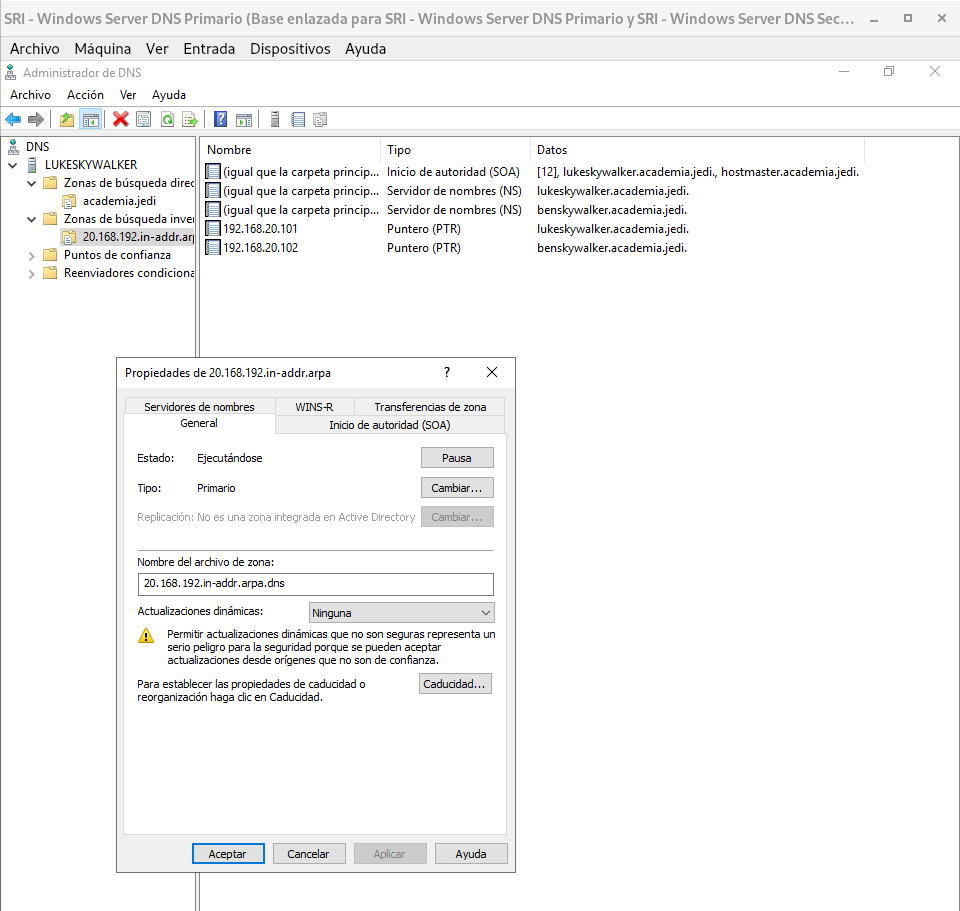 SRI - Windows Server DNS Primario (Base enlazada para SRI - Windows Server DNS Primario y SRI - Windows Server DNS Sec...
Archivo Máquina Ver Entrada Dispositivos Ayuda
Administrador de DNS
Archivo Acción Ver Ayuda
DNS
LUKESKYWALKER
Zonas de búsqueda direc
academia.jedi
Zonas de búsqueda inver
20.168.192.in-addr.arp
Puntos de confianza
Reenviadores condiciona
Nombre Tipo Datos
(igual que la carpeta princip... Inicio de autoridad (SOA) [12], lukeskywalker.academia.jedi., hostmaster.academia.jedi.
(igual que la carpeta princip... Servidor de nombres (NS) lukeskywalker.academia.jedi.
(igual que la carpeta princip... Servidor de nombres (NS) benskywalker.academia.jedi.
192.168.20.101 Puntero (PTR) lukeskywalker.academia.jedi.
192.168.20.102 Puntero (PTR) benskywalker.academia.jedi.
Propiedades de 20.168.192.in-addr.arpa ?
Servidores de nombres WINS-R Transferencias de zona
General Inicio de autoridad (SOA)
Estado: Ejecutándose Pausa
Tipo: Primario Cambiar...
Replicación: No es una zona integrada en Active Directory Cambiar...
Nombre del archivo de zona:
20.168.192.in-addr.arpa.dns
Actualizaciones dinámicas: Ninguna
Permitir actualizaciones dinámicas que no son seguras representa un
serio peligro para la seguridad porque se pueden aceptar
actualizaciones desde orígenes que no son de confianza.
Para establecer las propiedades de caducidad o Caducidad...
reorganización haga clic en Caducidad.
Aceptar Cancelar Aplicar Ayuda